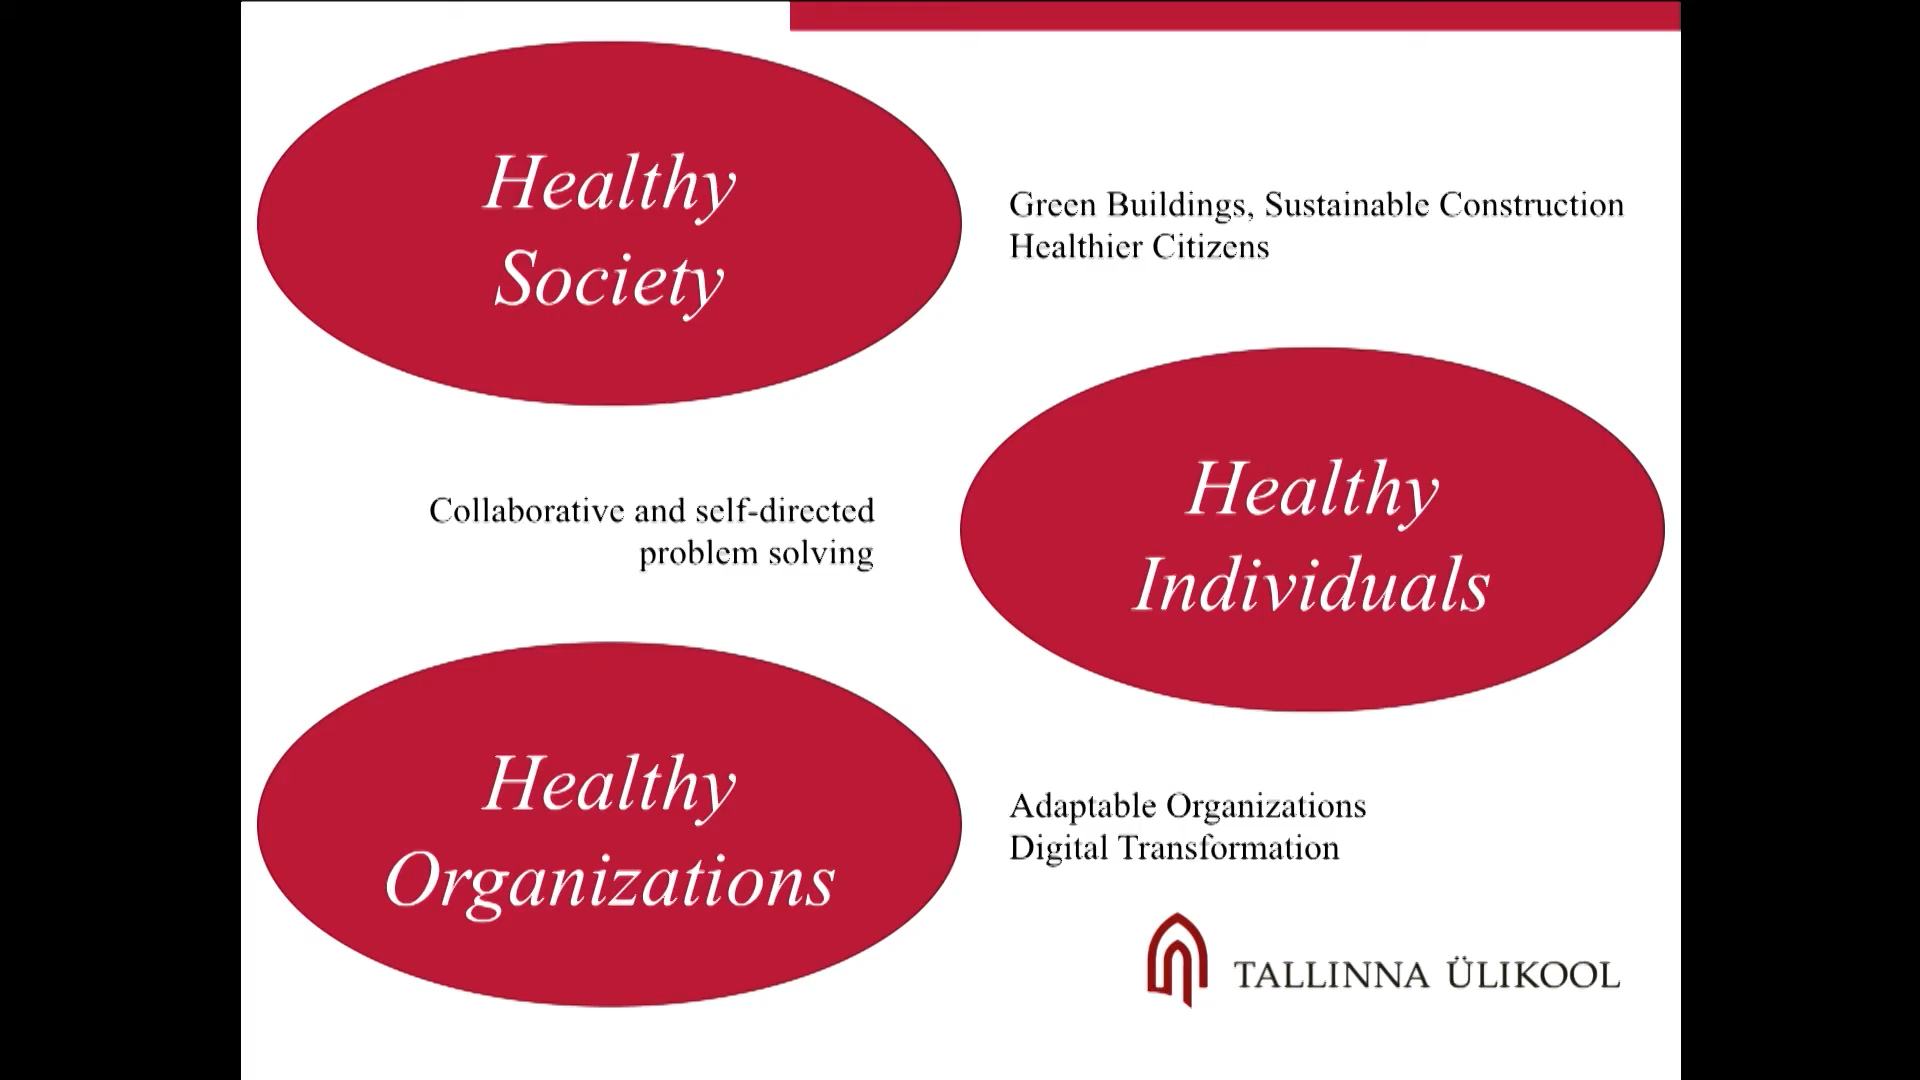 Healthy
Society
Green Buildings, Sustainable Construction
Healthier Citizens
Collaborative and self-directed
problem solving
Healthy
Individuals
Healthy
Organizations
Adaptable Organizations
Digital Transformation
TALLINNA ÜLIKOOL